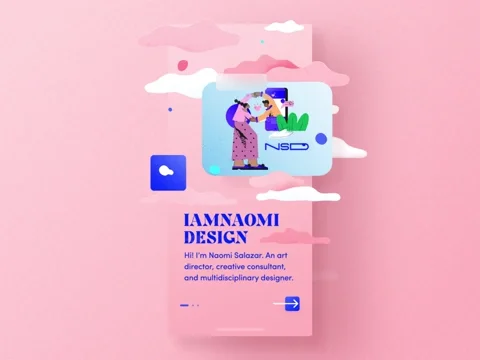 NSD
IAMNAOMI
DESIGN
Hi! I'm Naomi Salazar. An art
director, creative consultant,
and multidisciplinary designer.